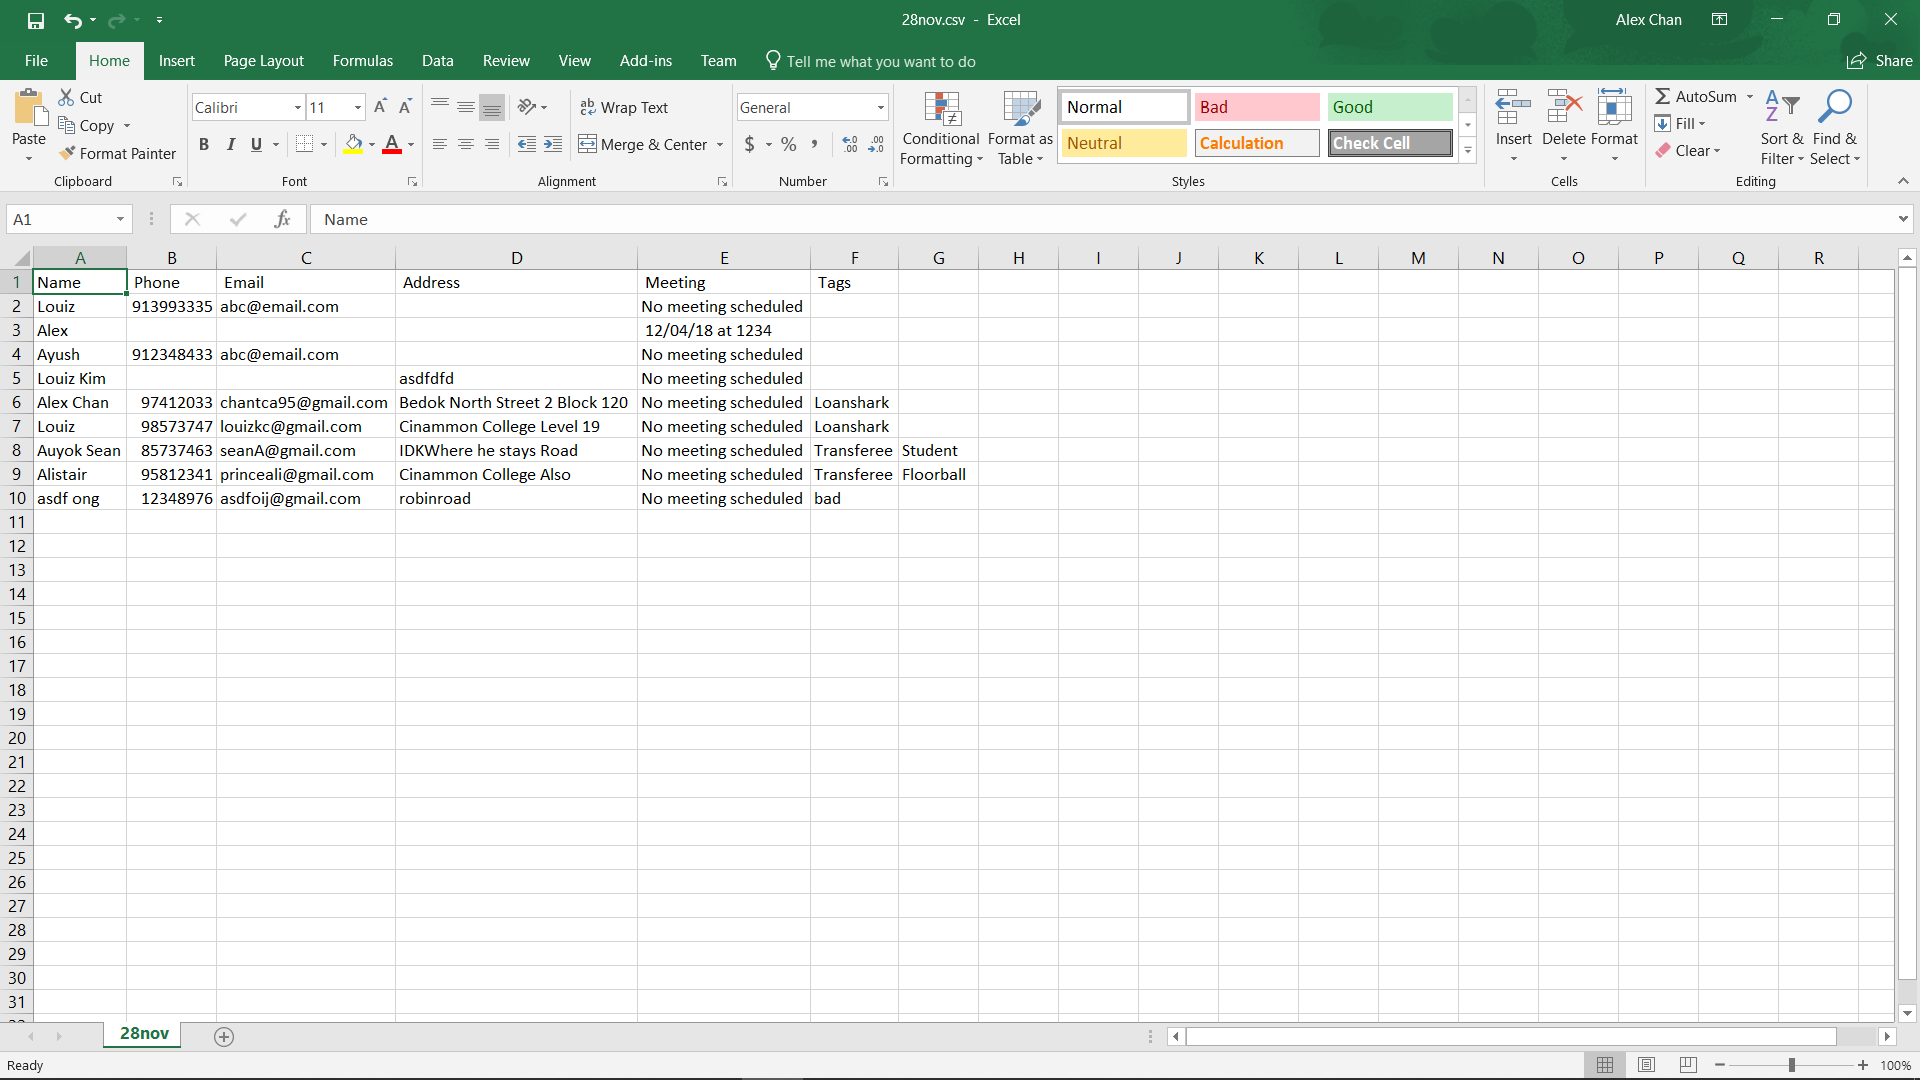 28nov.csv - Excel
Alex Chan
File Home Insert Page Layout Formulas Data Review View Add-ins Team Tell me what you want to do Share
Paste
Cut
Copy
Format Painter
Clipboard
Calibri 11
B I U A
Font
Wrap Text
Merge & Center
Alignment
General
$ % ,
Number
Conditional Formatting
Format as Table
Normal Bad Good
Neutral Calculation Check Cell
Styles
Insert Delete Format
Cells
AutoSum
Fill
Clear
Sort & Filter
Find & Select
Editing
A1 fx Name
A B C D E F G H I J K L M N O P Q R
1 Name Phone Email Address Meeting Tags
2 Louiz 913993335 abc@email.com No meeting scheduled
3 Alex 12/04/18 at 1234
4 Ayush 912348433 abc@email.com No meeting scheduled
5 Louiz Kim asdfdfd No meeting scheduled
6 Alex Chan 97412033 chantca95@gmail.com Bedok North Street 2 Block 120 No meeting scheduled Loanshark
7 Louiz 98573747 louizkc@gmail.com Cinammon College Level 19 No meeting scheduled Loanshark
8 Auyok Sean 85737463 seanA@gmail.com IDKWhere he stays Road No meeting scheduled Transferee Student
9 Alistair 95812341 princeali@gmail.com Cinammon College Also No meeting scheduled Transferee Floorball
10 asdf ong 12348976 asdfoij@gmail.com robinroad No meeting scheduled bad
11
12
13
14
15
16
17
18
19
20
21
22
23
24
25
26
27
28
29
30
31
28nov
Ready
100%